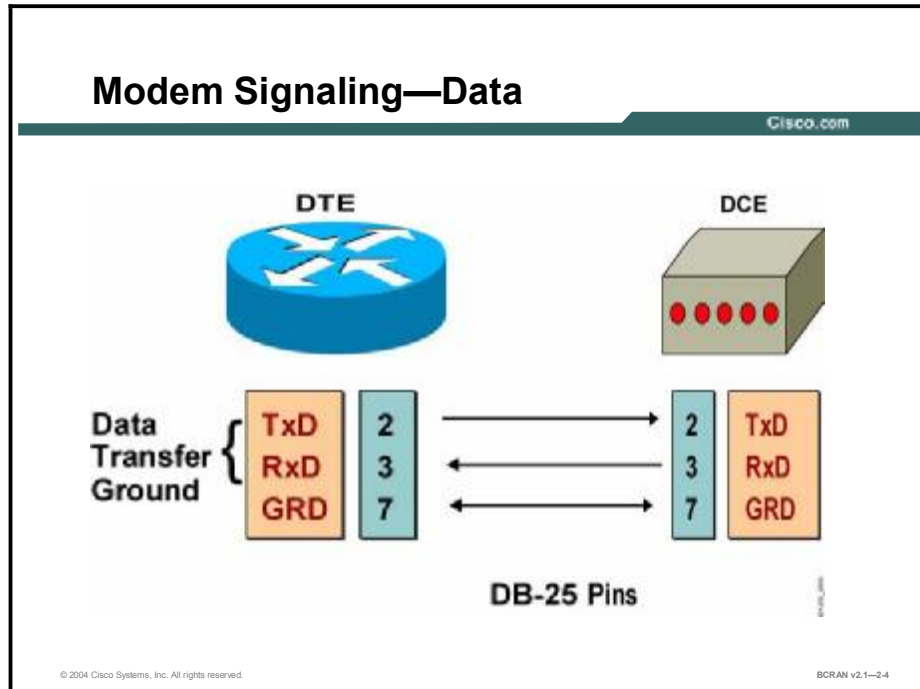 Modem Signaling—Data
Cisco.com
DTE
DCE
Data
Transfer
Ground
TxD 2
RxD 3
GRD 7
2 TxD
3 RxD
7 GRD
DB-25 Pins
© 2004 Cisco Systems, Inc. All rights reserved.
BCRAN v2.1—2-4